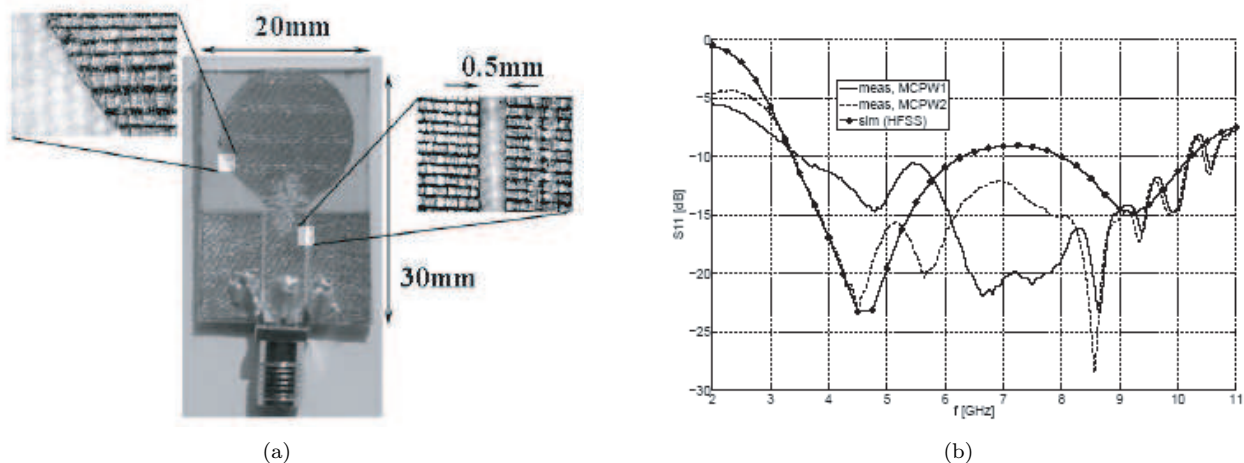 20mm
0.5mm
30mm
(a)
0
−5
−10
−15
−20
−25
−30
S11 [dB]
meas, MCPW1
meas, MCPW2
sim (HFSS)
2 3 4 5 6 7 8 9 10 11
f [GHz]
(b)